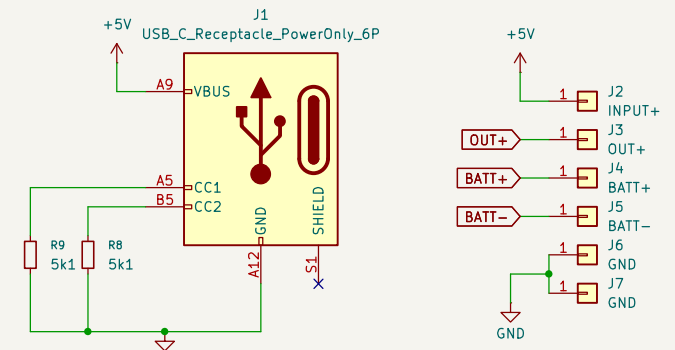 J1
USB_C_Receptacle_PowerOnly_6P
+5V
A9
VBUS
A5
CC1
B5
CC2
GND
SHIELD
A12
S1
R9
5k1
R8
5k1
+5V
1
J2
INPUT+
OUT+
1
J3
OUT+
BATT+
1
J4
BATT+
BATT-
1
J5
BATT-
1
J6
GND
1
J7
GND
GND